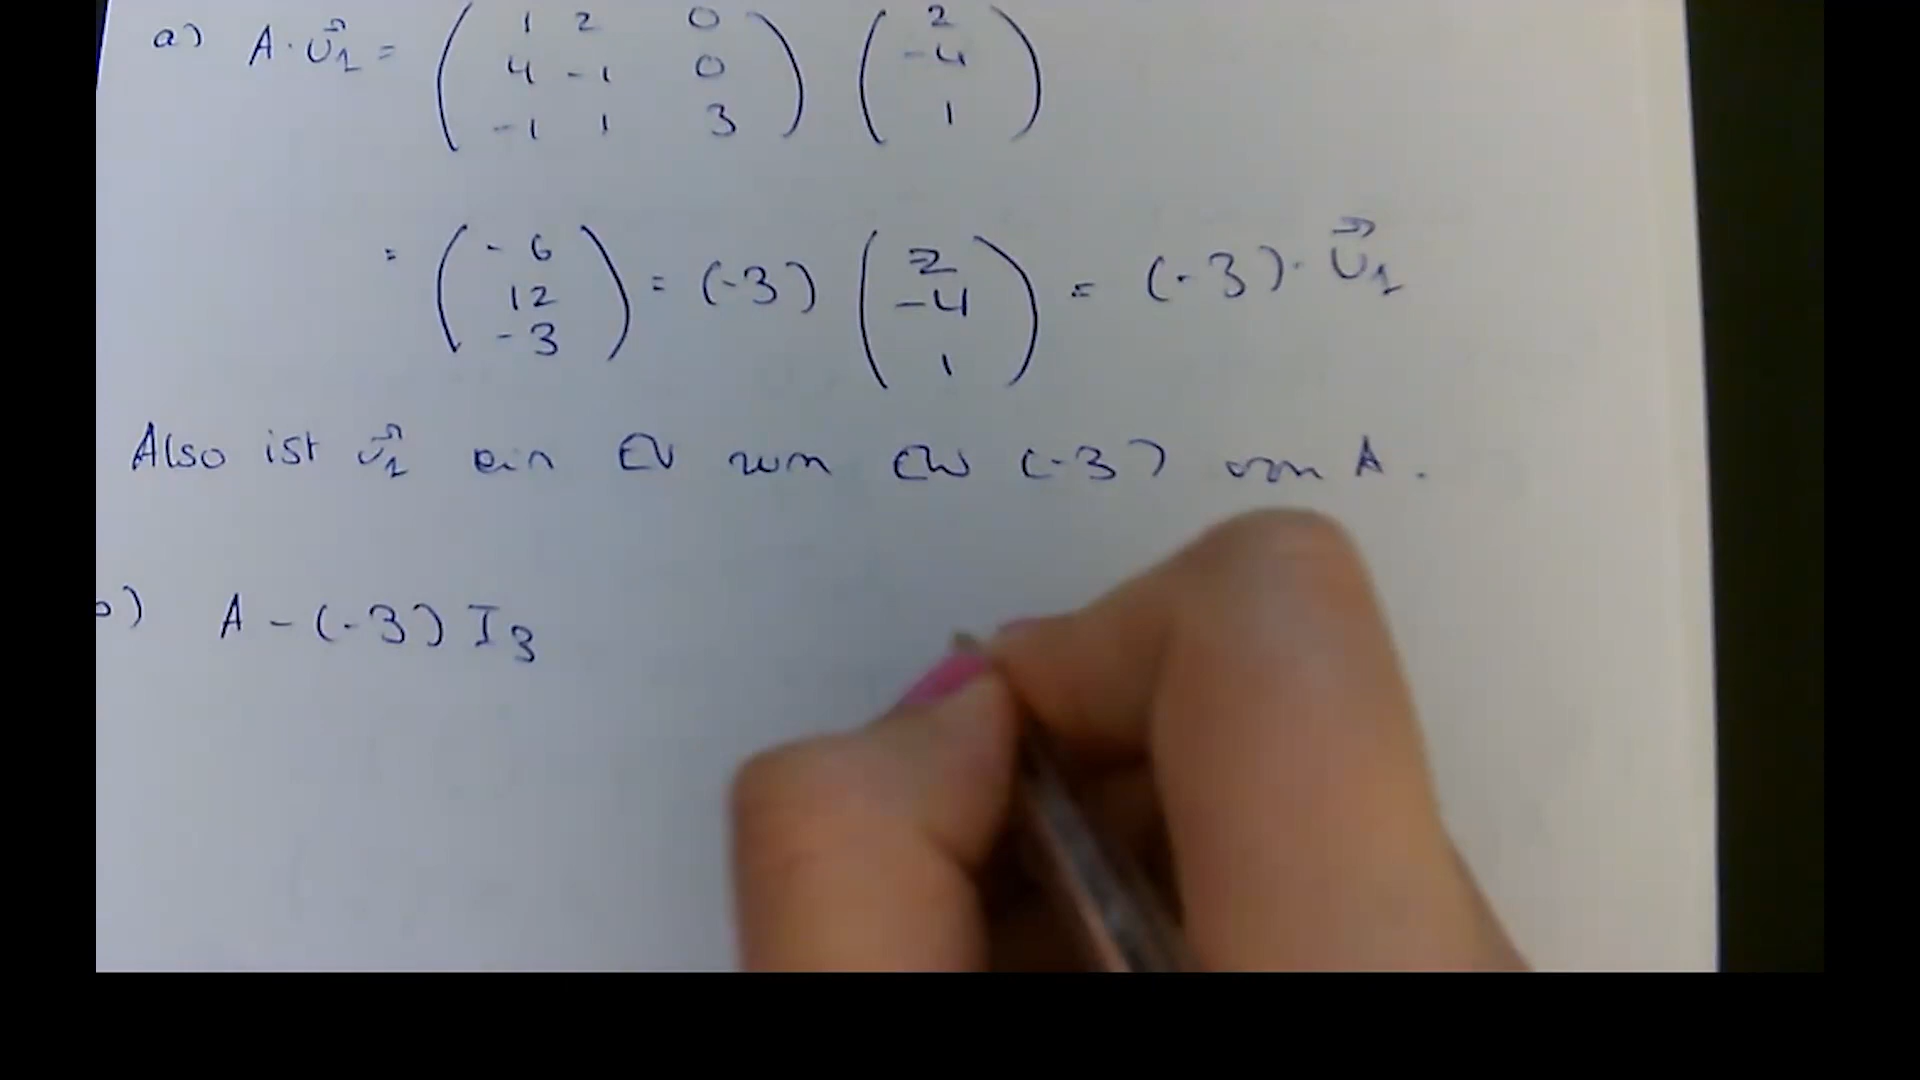 a) A · v⃗₁ = ( 1 2 0 ) ( 2 )
( 4 -1 0 ) ( -4 )
( -1 1 3 ) ( 1 )
= ( -6 ) = (-3) ( 2 ) = (-3) · v⃗₁
( 12 ) ( -4 )
( -3 ) ( 1 )
Also ist v⃗₁ ein EV zum EW (-3) von A.
b) A - (-3) I₃